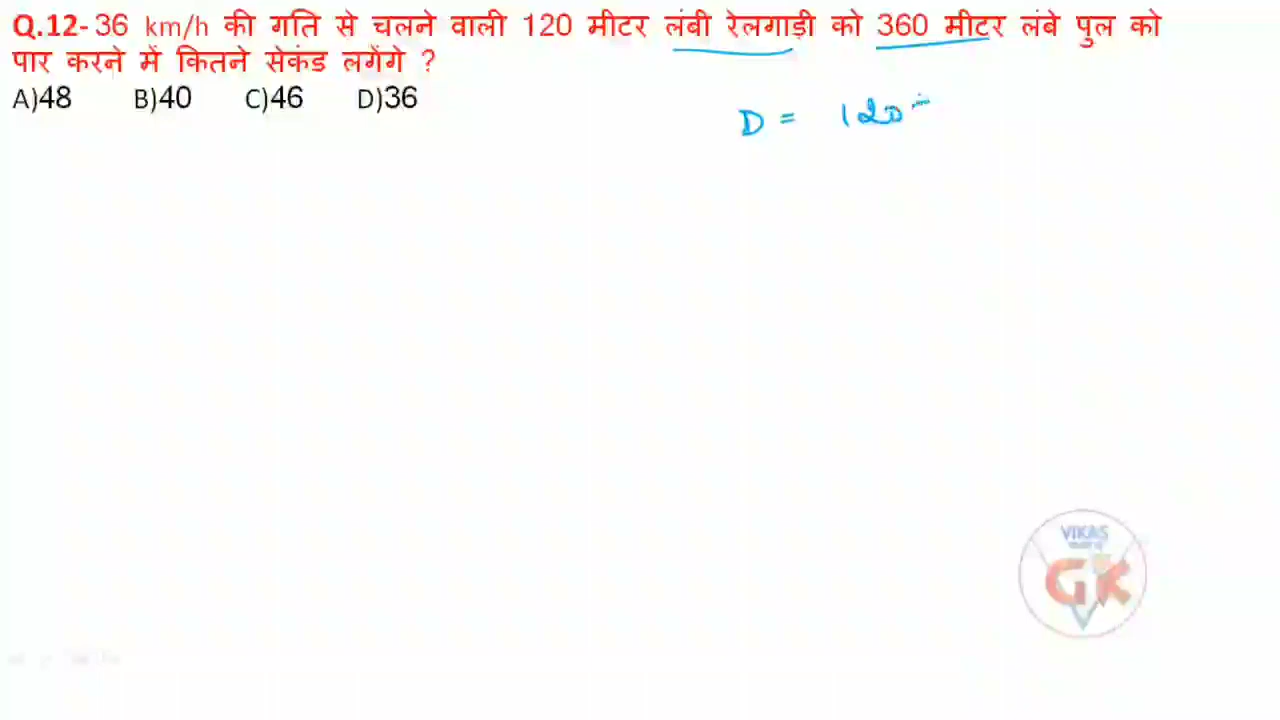 Q.12- 36 km/h की गति से चलने वाली 120 मीटर लंबी रेलगाड़ी को 360 मीटर लंबे पुल को
पार करने में कितने सेकंड लगेंगे ?
A)48 B)40 C)46 D)36
D = 120
VIKAS
GK